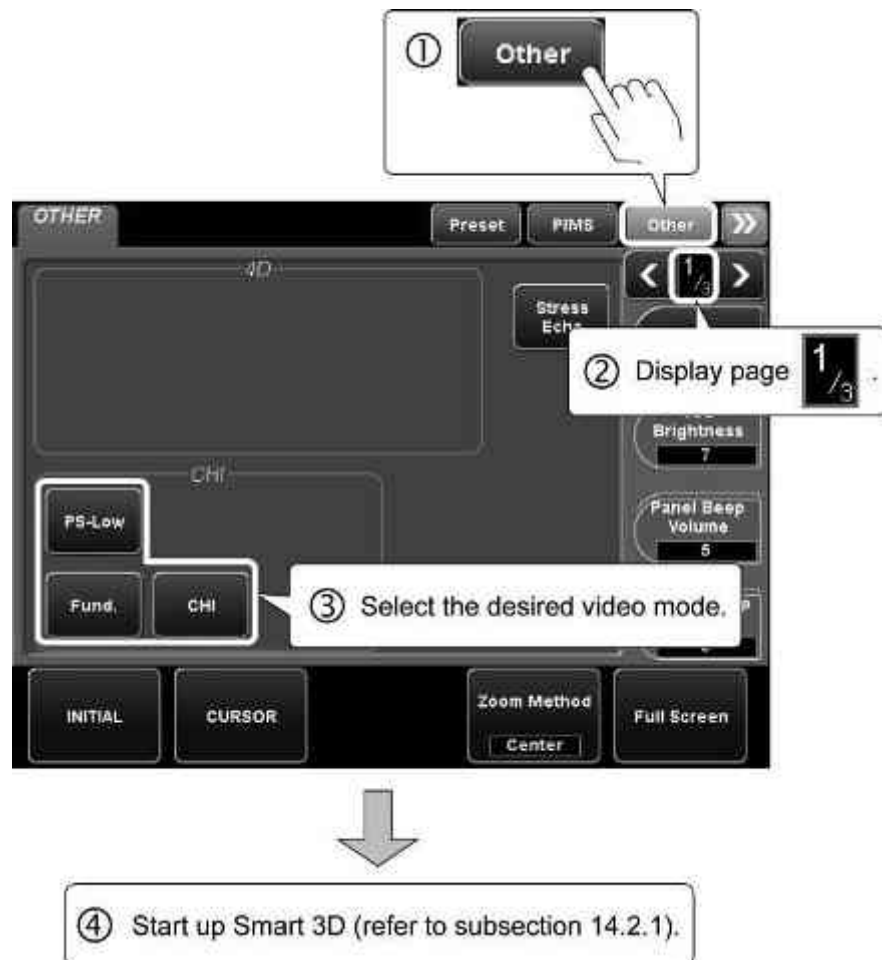 ① Other
OTHER
Preset PIMS Other »
4D
< 1/3 >
Stress
Echo
② Display page 1/3 .
Brightness
7
CHI
PS-Low
Panel Beep
Volume
5
Fund. CHI
③ Select the desired video mode.
INITIAL CURSOR
Zoom Method
Center
Full Screen
④ Start up Smart 3D (refer to subsection 14.2.1).